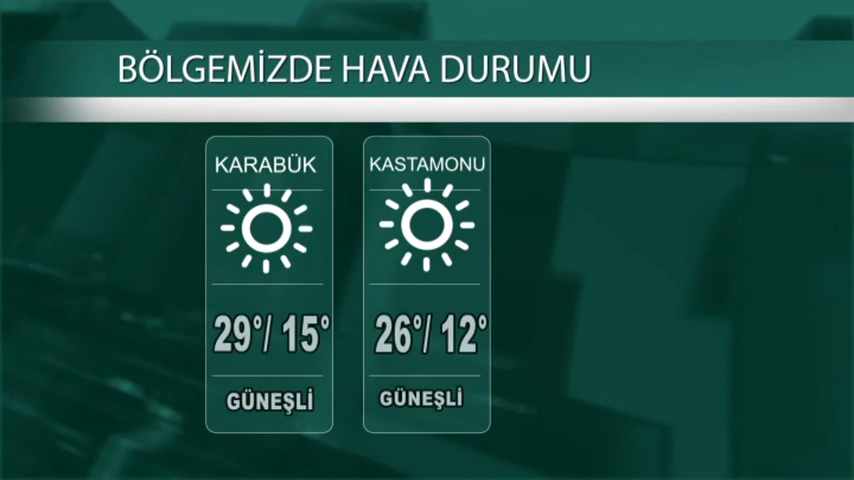 BÖLGEMİZDE HAVA DURUMU
KARABÜK
29°/ 15°
GÜNEŞLİ
KASTAMONU
26°/ 12°
GÜNEŞLİ